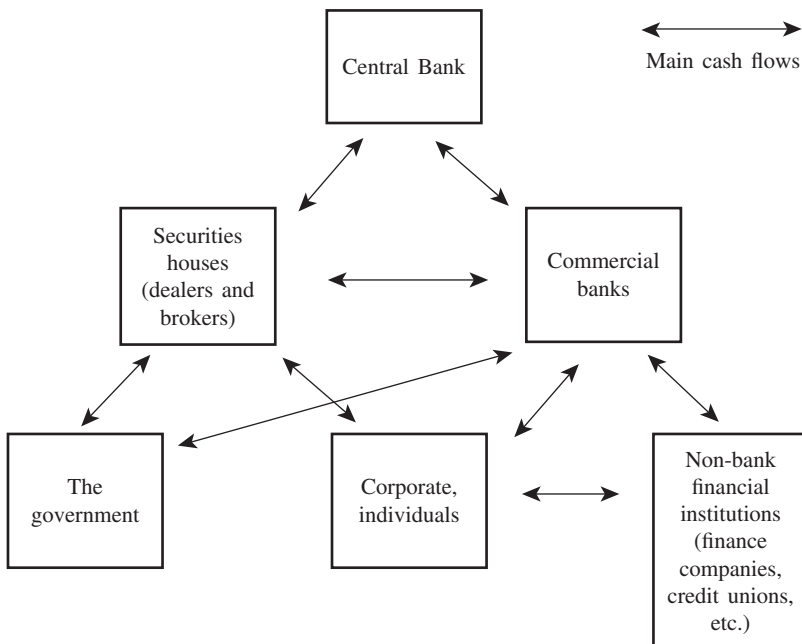 Central Bank
Main cash flows
Securities
houses
(dealers and
brokers)
Commercial
banks
The
government
Corporate,
individuals
Non-bank
financial
institutions
(finance
companies,
credit unions,
etc.)